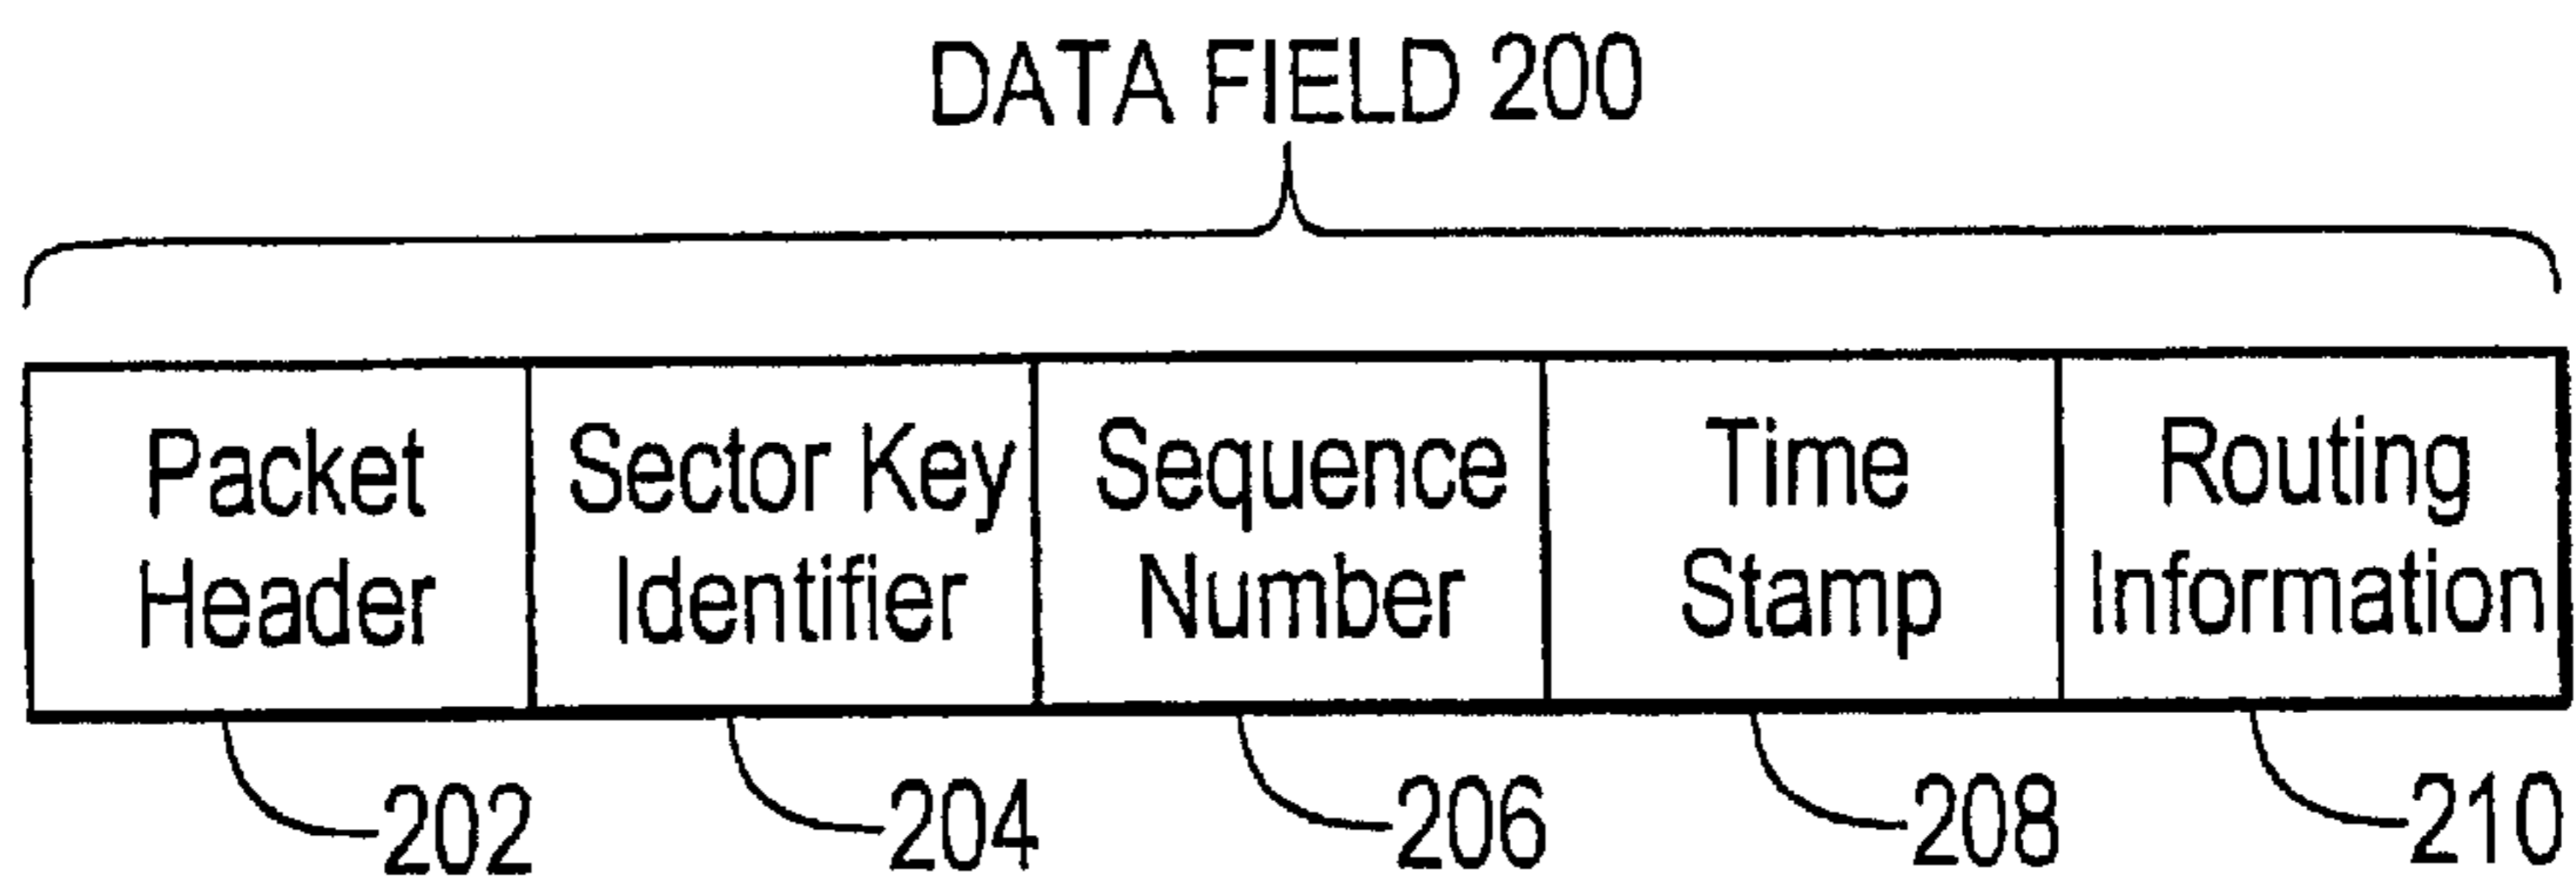 DATA FIELD 200
Packet Header
Sector Key Identifier
Sequence Number
Time Stamp
Routing Information
202 204 206 208 210